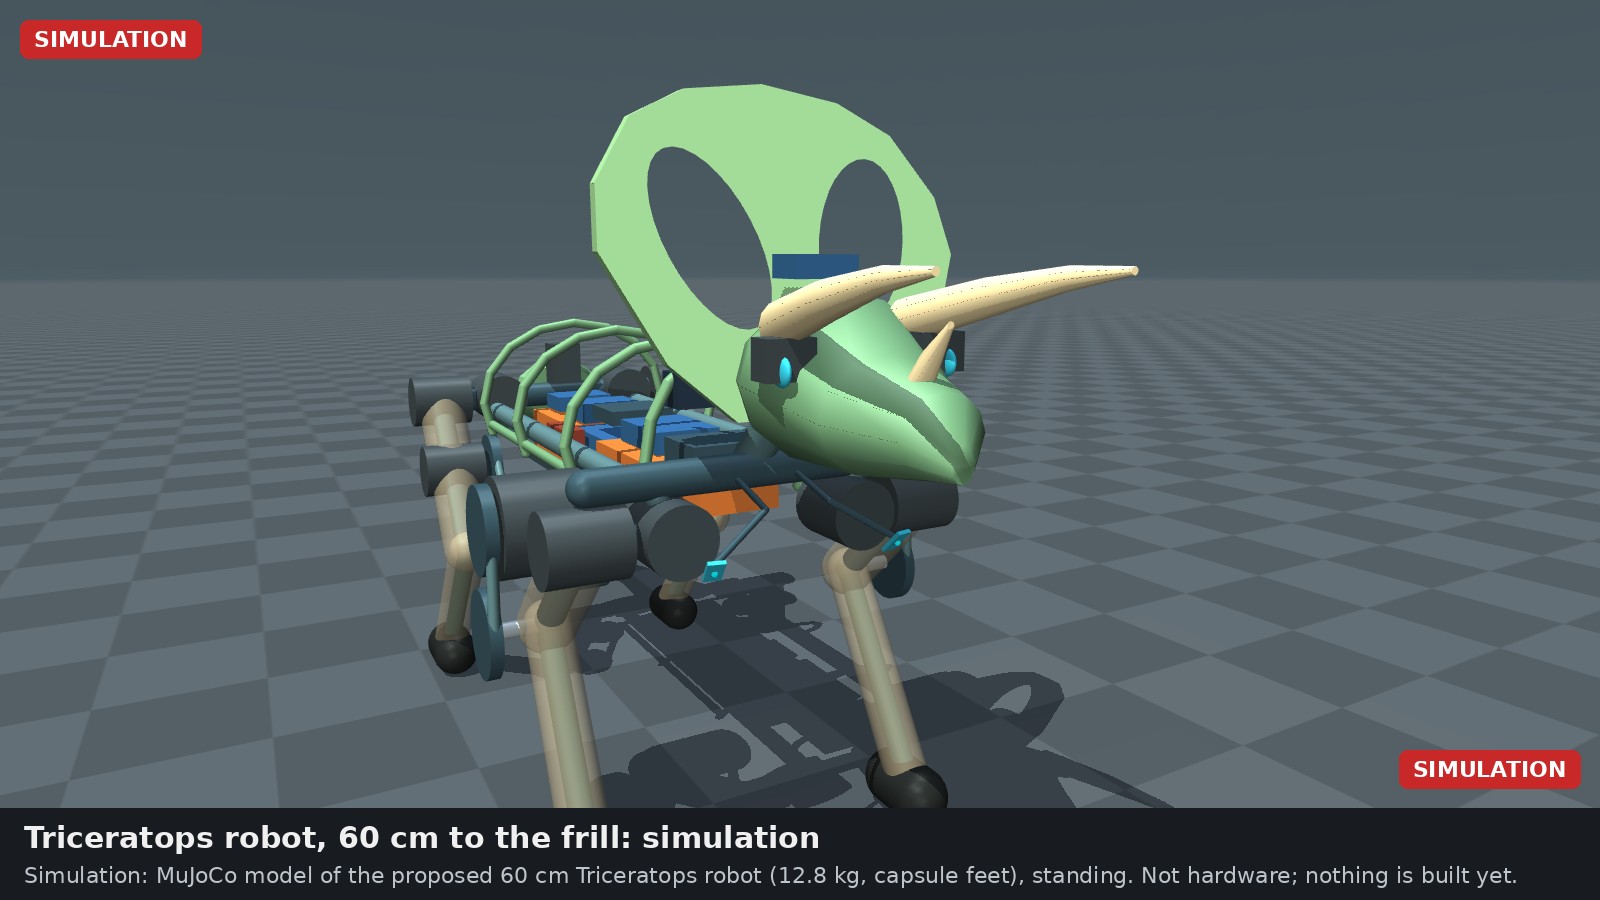 SIMULATION
SIMULATION
Triceratops robot, 60 cm to the frill: simulation
Simulation: MuJoCo model of the proposed 60 cm Triceratops robot (12.8 kg, capsule feet), standing. Not hardware; nothing is built yet.